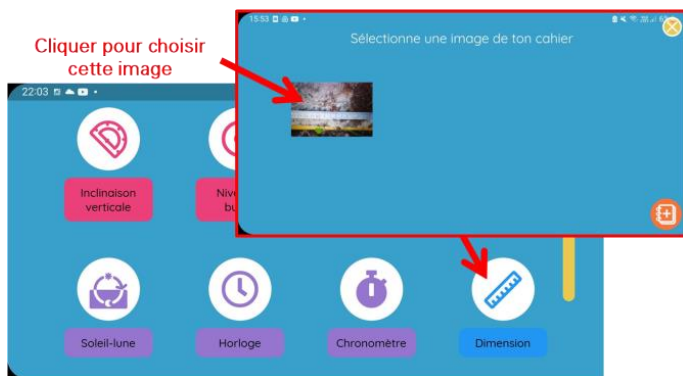 Cliquer pour choisir
cette image
15:53
Sélectionne une image de ton cahier
22:03
Inclinaison
verticale
Soleil-lune
Horloge
Chronomètre
Dimension